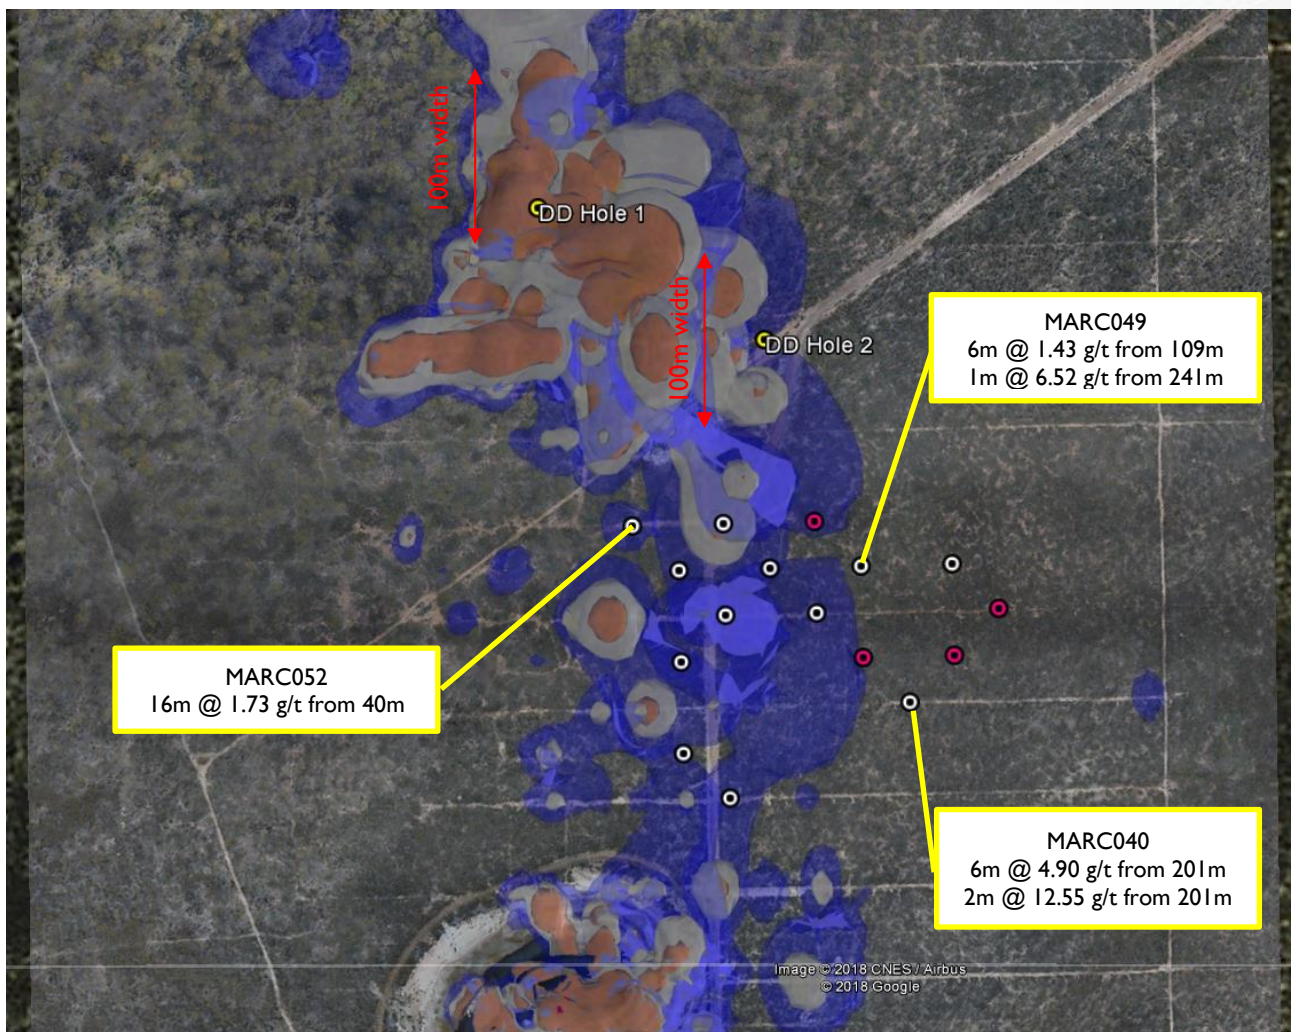 100m width
DD Hole 1
100m width
DD Hole 2
MARC049
6m @ 1.43 g/t from 109m
1m @ 6.52 g/t from 241m
MARC052
16m @ 1.73 g/t from 40m
MARC040
6m @ 4.90 g/t from 201m
2m @ 12.55 g/t from 201m
Image © 2018 CNES / Airbus
© 2018 Google